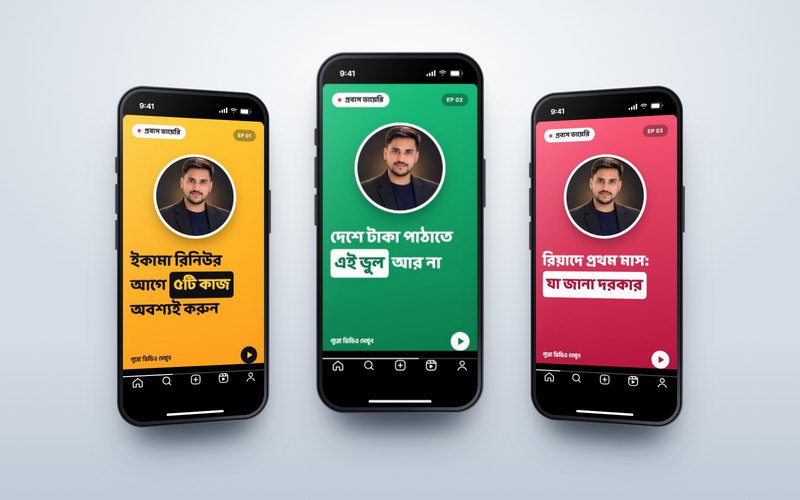 9:41
প্রবাস ডায়েরি
EP 01
ইকামা রিনিউর
আগে ৫টি কাজ
অবশ্যই করুন
পুরো ভিডিও দেখুন
9:41
প্রবাস ডায়েরি
EP 02
দেশে টাকা পাঠাতে
এই ভুল আর না
পুরো ভিডিও দেখুন
9:41
প্রবাস ডায়েরি
EP 03
রিয়াদে প্রথম মাস:
যা জানা দরকার
পুরো ভিডিও দেখুন